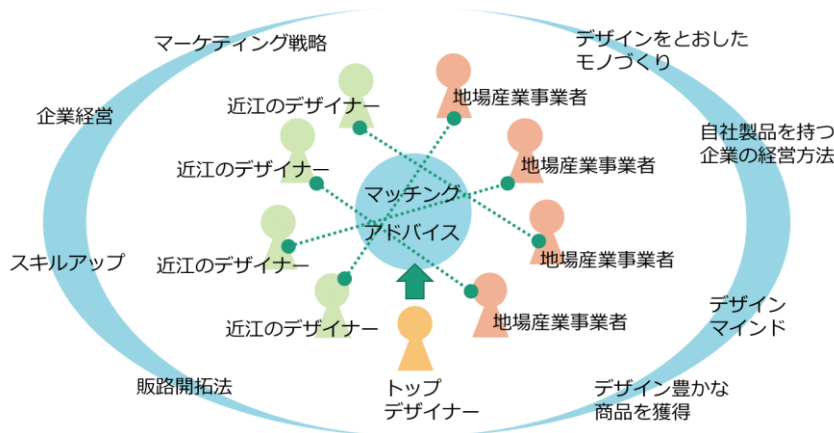 マーケティング戦略
デザインをとおした
モノづくり
企業経営
近江のデザイナー
地場産業事業者
自社製品を持つ
企業の経営方法
近江のデザイナー
地場産業事業者
マッチング
アドバイス
スキルアップ
近江のデザイナー
地場産業事業者
近江のデザイナー
地場産業事業者
デザイン
マインド
販路開拓法
トップ
デザイナー
デザイン豊かな
商品を獲得